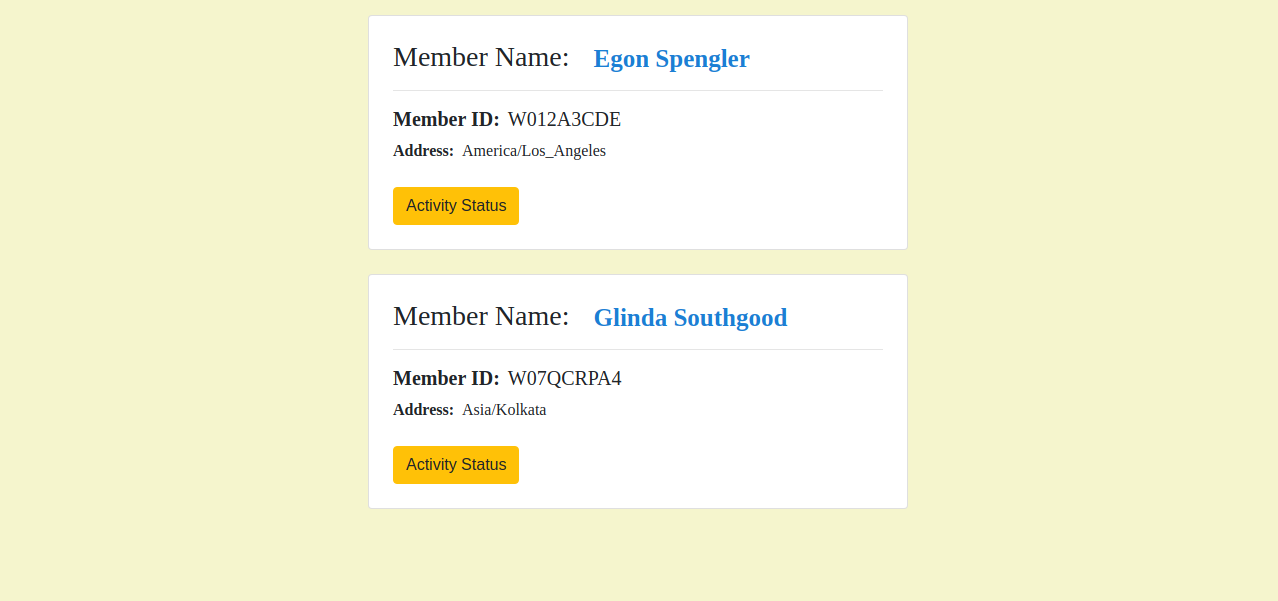 Member Name: Egon Spengler
Member ID: W012A3CDE
Address: America/Los_Angeles
Activity Status
Member Name: Glinda Southgood
Member ID: W07QCRPA4
Address: Asia/Kolkata
Activity Status